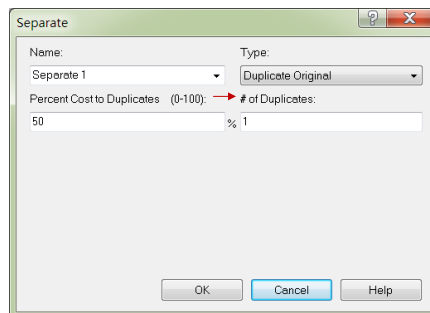 Separate
Name: Type:
Separate 1 Duplicate Original
Percent Cost to Duplicates (0-100): # of Duplicates:
50 % 1
OK Cancel Help